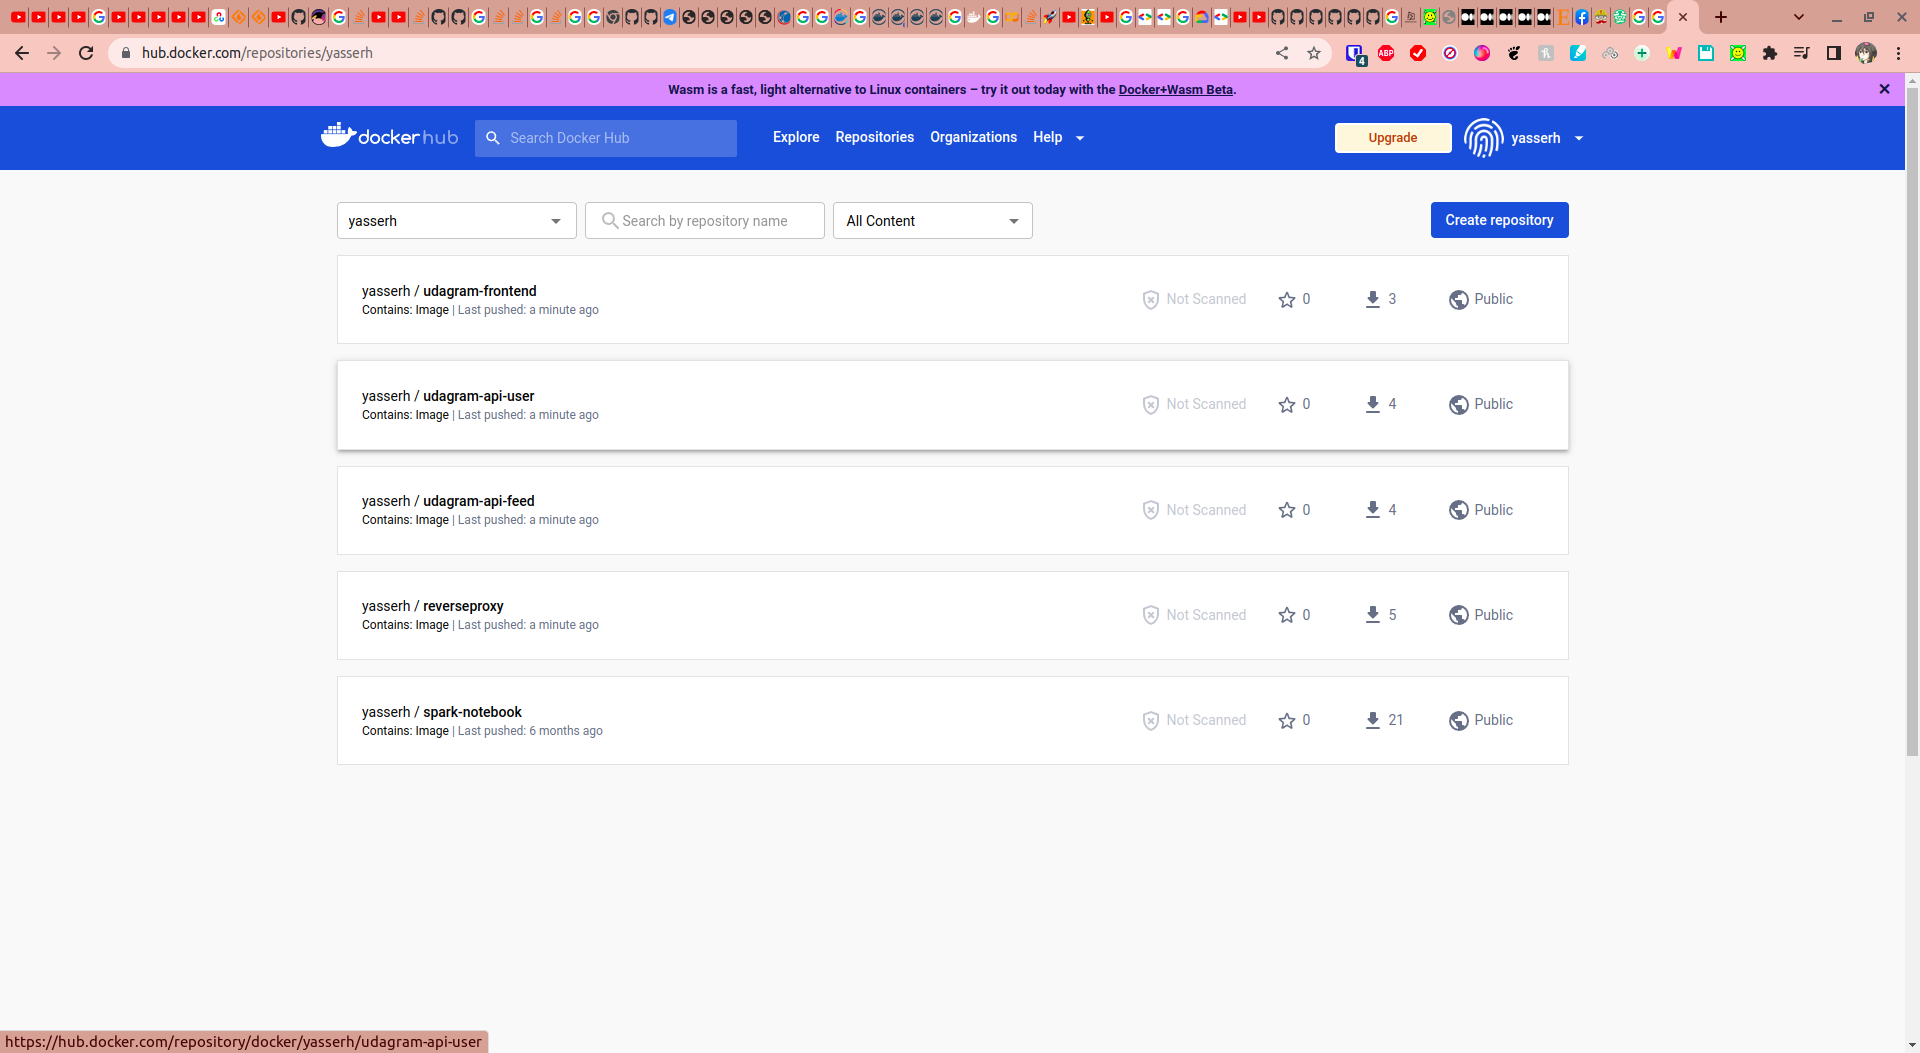 hub.docker.com/repositories/yasserh
4
ABP
Wasm is a fast, light alternative to Linux containers – try it out today with the Docker+Wasm Beta.
dockerhub
Search Docker Hub
Explore
Repositories
Organizations
Help
Upgrade
yasserh
yasserh
Search by repository name
All Content
Create repository
yasserh / udagram-frontend
Contains: Image | Last pushed: a minute ago
Not Scanned
0
3
Public
yasserh / udagram-api-user
Contains: Image | Last pushed: a minute ago
Not Scanned
0
4
Public
yasserh / udagram-api-feed
Contains: Image | Last pushed: a minute ago
Not Scanned
0
4
Public
yasserh / reverseproxy
Contains: Image | Last pushed: a minute ago
Not Scanned
0
5
Public
yasserh / spark-notebook
Contains: Image | Last pushed: 6 months ago
Not Scanned
0
21
Public
https://hub.docker.com/repository/docker/yasserh/udagram-api-user